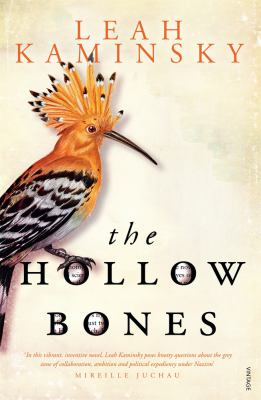 LEAH
KAMINSKY
the
HOLLOW
BONES
'In this vibrant, inventive novel, Leah Kaminsky poses knotty questions about the grey
zone of collaboration, ambition and political expediency under Nazism'
MIREILLE JUCHAU
VINTAGE